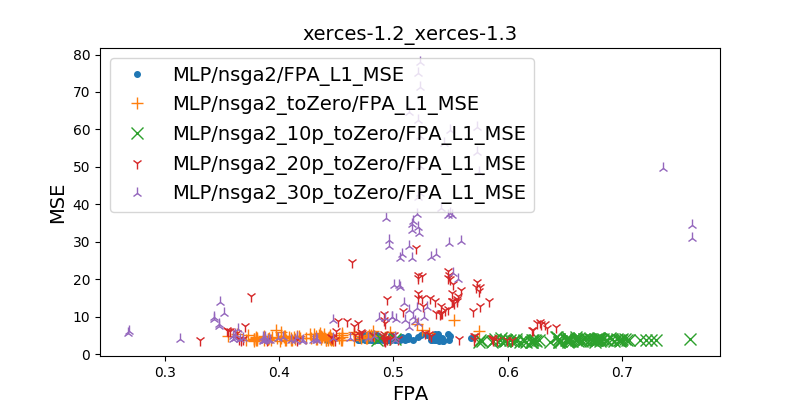 xerces-1.2_xerces-1.3
80
70
60
50
40
30
20
10
0
MSE
MLP/nsga2/FPA_L1_MSE
MLP/nsga2_toZero/FPA_L1_MSE
MLP/nsga2_10p_toZero/FPA_L1_MSE
MLP/nsga2_20p_toZero/FPA_L1_MSE
MLP/nsga2_30p_toZero/FPA_L1_MSE
0.3 0.4 0.5 0.6 0.7
FPA